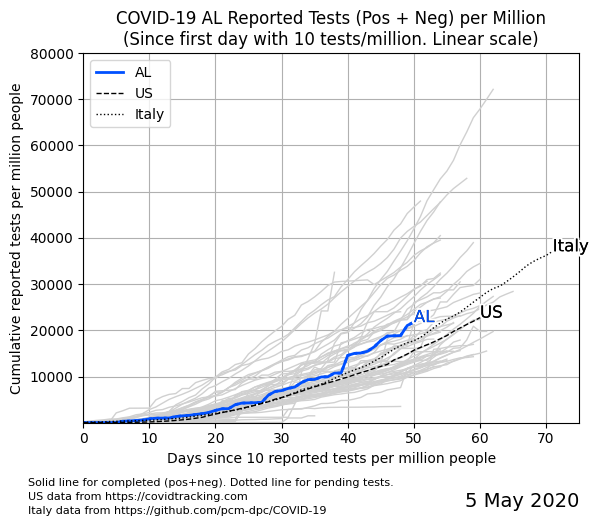 COVID-19 AL Reported Tests (Pos + Neg) per Million
(Since first day with 10 tests/million. Linear scale)
Cumulative reported tests per million people
80000
70000
60000
50000
40000
30000
20000
10000
AL
US
Italy
Italy
US
AL
0
10
20
30
40
50
60
70
Days since 10 reported tests per million people
Solid line for completed (pos+neg). Dotted line for pending tests.
US data from https://covidtracking.com
Italy data from https://github.com/pcm-dpc/COVID-19
5 May 2020